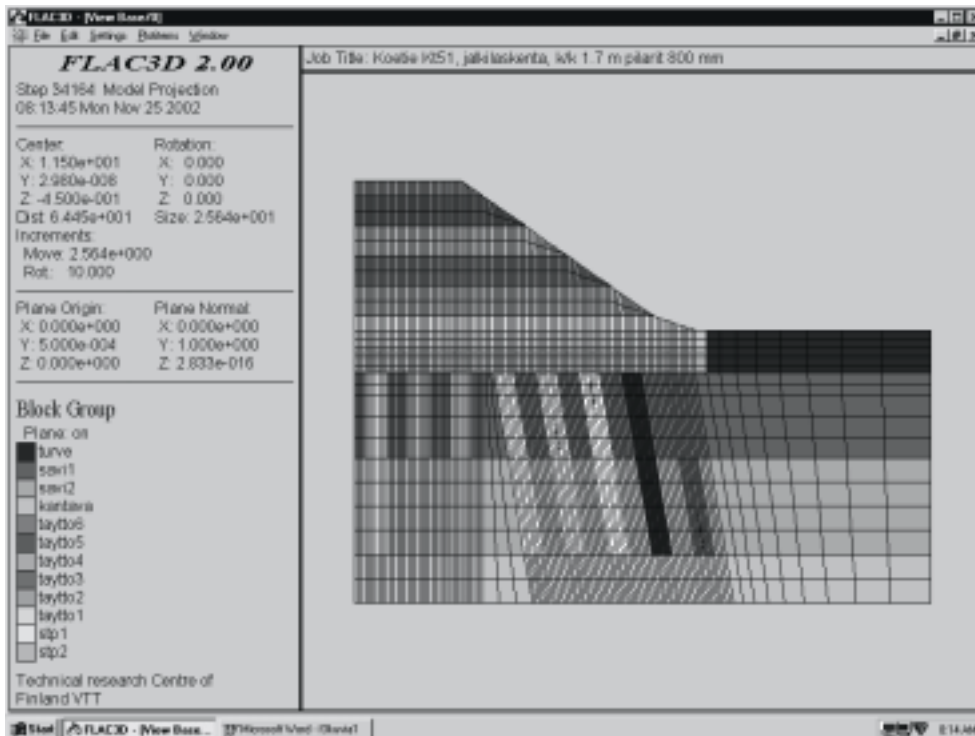 FLAC3D - [View Base/0]
File Edit Settings Plotitems Window
FLAC3D 2.00
Step 34164 Model Projection
08:13:45 Mon Nov 25 2002
Center: Rotation:
X: 1.150e+001 X: 0.000
Y: 2.980e-008 Y: 0.000
Z: -4.500e-001 Z: 0.000
Dist: 6.445e+001 Size: 2.564e+001
Increments:
Move: 2.564e+000
Rot.: 10.000
Plane Origin: Plane Normal:
X: 0.000e+000 X: 0.000e+000
Y: 5.000e-004 Y: 1.000e+000
Z: 0.000e+000 Z: 2.833e-016
Block Group
Plane: on
turve
savi1
savi2
kantava
taytto6
taytto5
taytto4
taytto3
taytto2
taytto1
stp1
stp2
Technical research Centre of
Finland VTT
Job Title: Koetie Kt51, jalkilaskenta, k/k 1.7 m pilarit 800 mm
Start FLAC3D - [View Base... Microsoft Word - 8:14 AM